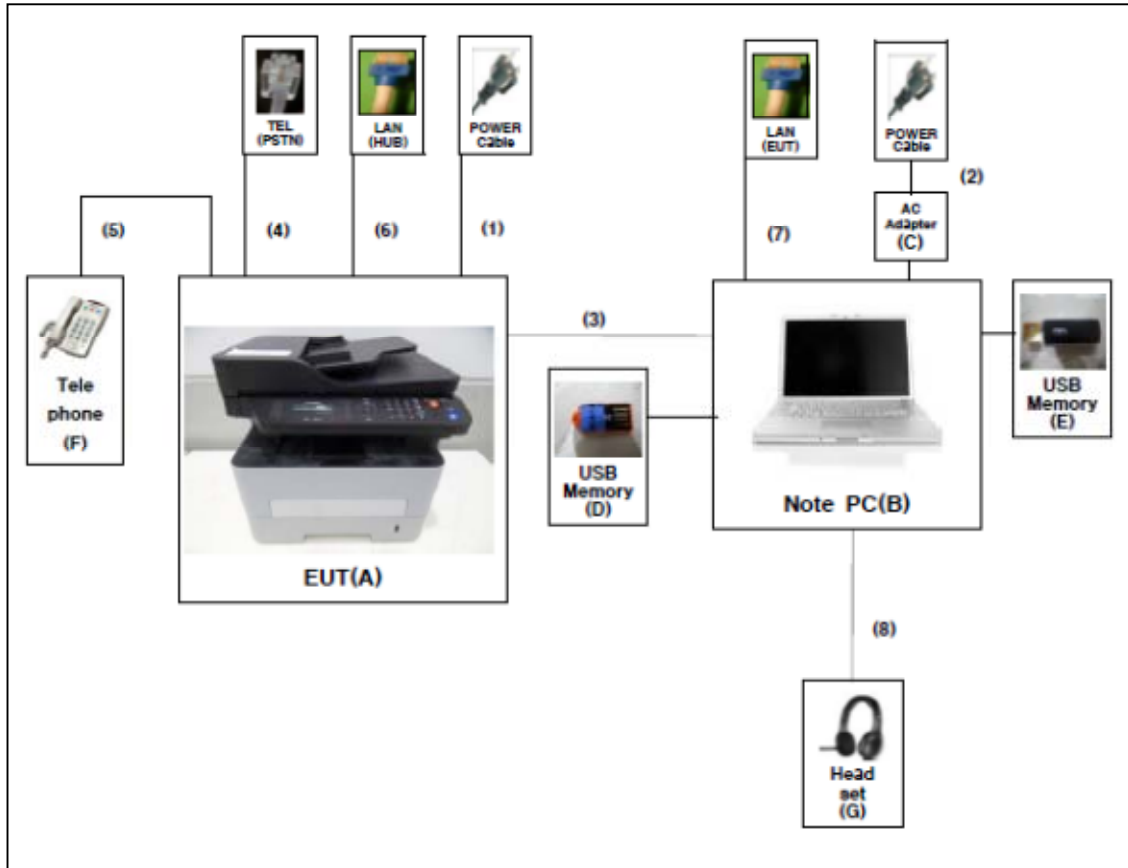 TEL
(PSTN)
LAN
(HUB)
POWER
Cable
LAN
(EUT)
POWER
Cable
(2)
AC
Adapter
(C)
(5)
(4)
(6)
(1)
(7)
(3)
Tele
phone
(F)
USB
Memory
(E)
USB
Memory
(D)
Note PC(B)
EUT(A)
(8)
Head
set
(G)